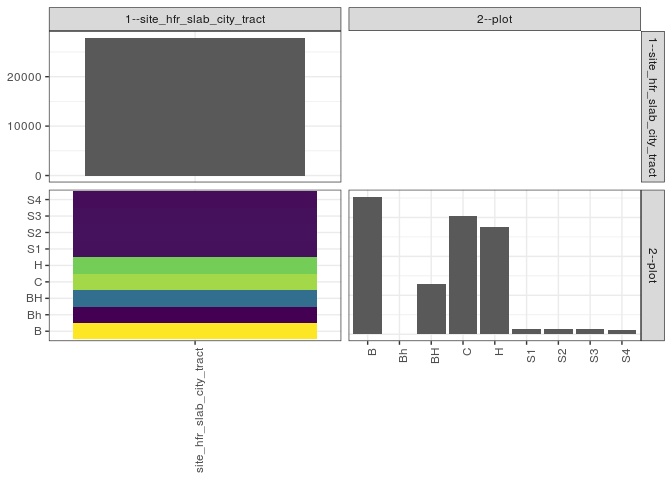 1--site_hfr_slab_city_tract
2--plot
20000
10000
0
1--site_hfr_slab_city_tract
S4
S3
S2
S1
H
C
BH
Bh
B
2--plot
site_hfr_slab_city_tract
B
Bh
BH
C
H
S1
S2
S3
S4